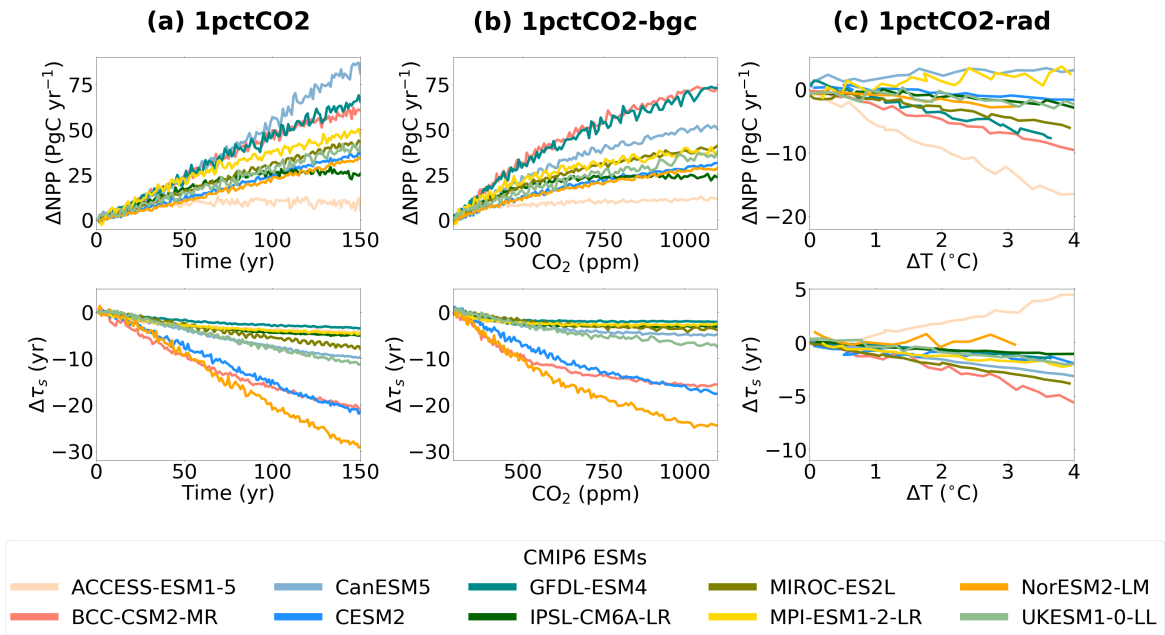 (a) 1pctCO2
(b) 1pctCO2-bgc
(c) 1pctCO2-rad
ΔNPP (PgC yr⁻¹)
75
50
25
0
0
50
100
150
Time (yr)
ΔNPP (PgC yr⁻¹)
75
50
25
0
500
750
1000
CO₂ (ppm)
ΔNPP (PgC yr⁻¹)
0
−10
−20
0
1
2
3
4
ΔT (°C)
Δτₛ (yr)
0
−10
−20
−30
0
50
100
150
Time (yr)
Δτₛ (yr)
0
−10
−20
−30
500
750
1000
CO₂ (ppm)
Δτₛ (yr)
5
0
−5
−10
0
1
2
3
4
ΔT (°C)
CMIP6 ESMs
ACCESS-ESM1-5
CanESM5
GFDL-ESM4
MIROC-ES2L
NorESM2-LM
BCC-CSM2-MR
CESM2
IPSL-CM6A-LR
MPI-ESM1-2-LR
UKESM1-0-LL